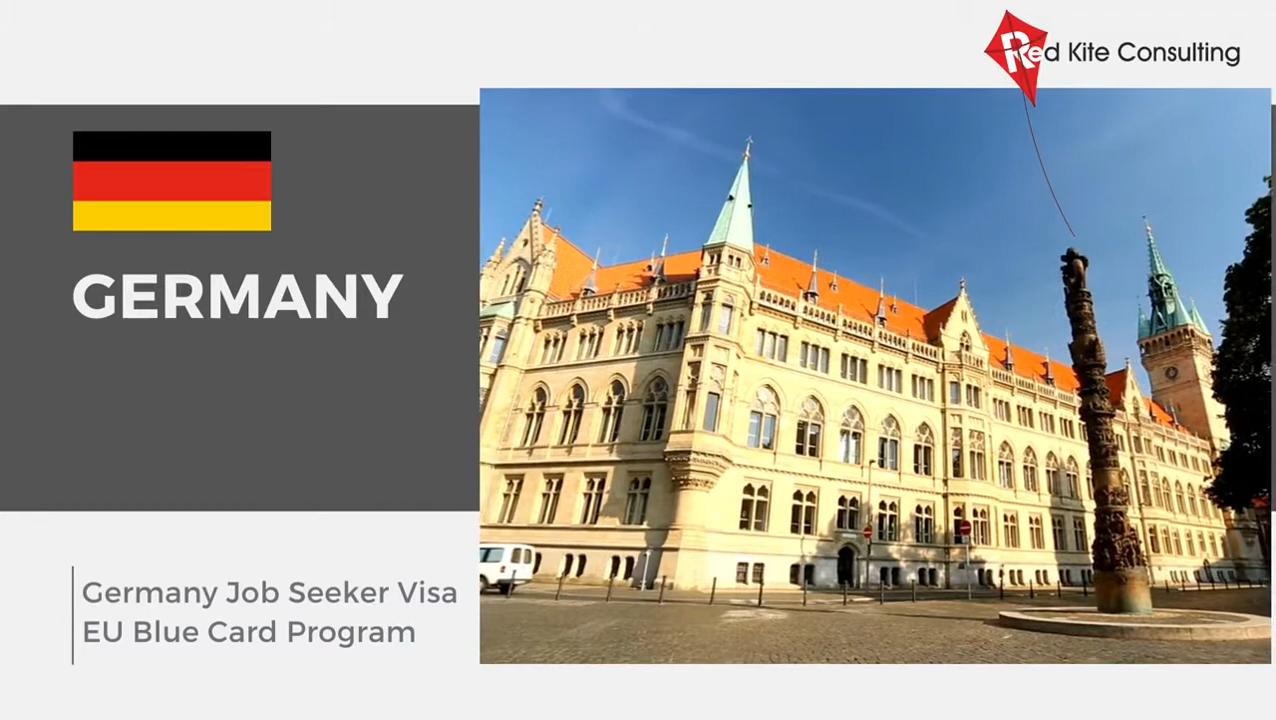 Red Kite Consulting
GERMANY
Germany Job Seeker Visa
EU Blue Card Program